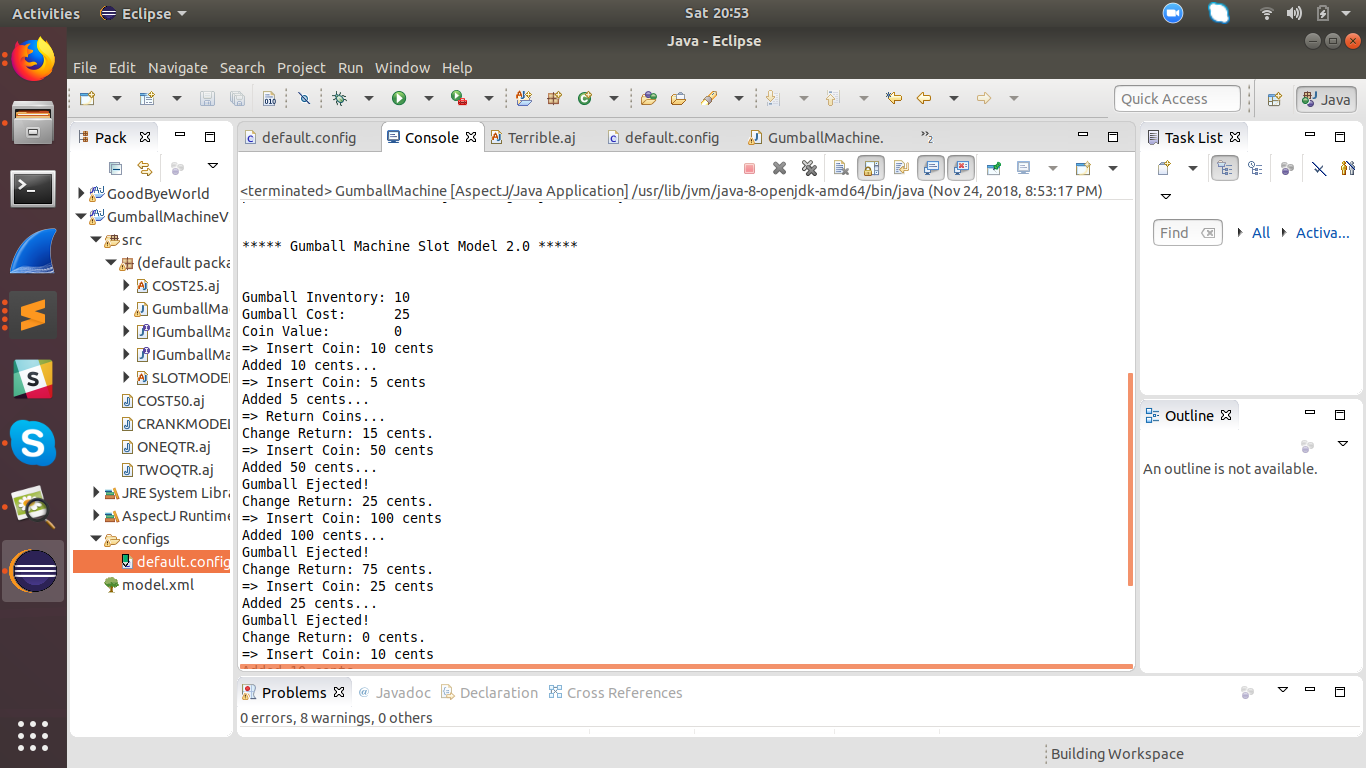 Activities Eclipse Sat 20:53
Java - Eclipse
File Edit Navigate Search Project Run Window Help
Quick Access Java
Pack
GoodByeWorld
GumballMachineV
src
(default packa
COST25.aj
GumballMa
IGumballMa
IGumballMa
SLOTMODEL
COST50.aj
CRANKMODEL
ONEQTR.aj
TWOQTR.aj
JRE System Libra
AspectJ Runtime
configs
default.config
model.xml
default.config Console Terrible.aj default.config GumballMachine. »2
<terminated> GumballMachine [AspectJ/Java Application] /usr/lib/jvm/java-8-openjdk-amd64/bin/java (Nov 24, 2018, 8:53:17 PM)
***** Gumball Machine Slot Model 2.0 *****
Gumball Inventory: 10
Gumball Cost: 25
Coin Value: 0
=> Insert Coin: 10 cents
Added 10 cents...
=> Insert Coin: 5 cents
Added 5 cents...
=> Return Coins...
Change Return: 15 cents.
=> Insert Coin: 50 cents
Added 50 cents...
Gumball Ejected!
Change Return: 25 cents.
=> Insert Coin: 100 cents
Added 100 cents...
Gumball Ejected!
Change Return: 75 cents.
=> Insert Coin: 25 cents
Added 25 cents...
Gumball Ejected!
Change Return: 0 cents.
=> Insert Coin: 10 cents
Task List
Find All Activa...
Outline
An outline is not available.
Problems @ Javadoc Declaration Cross References
0 errors, 8 warnings, 0 others
Building Workspace